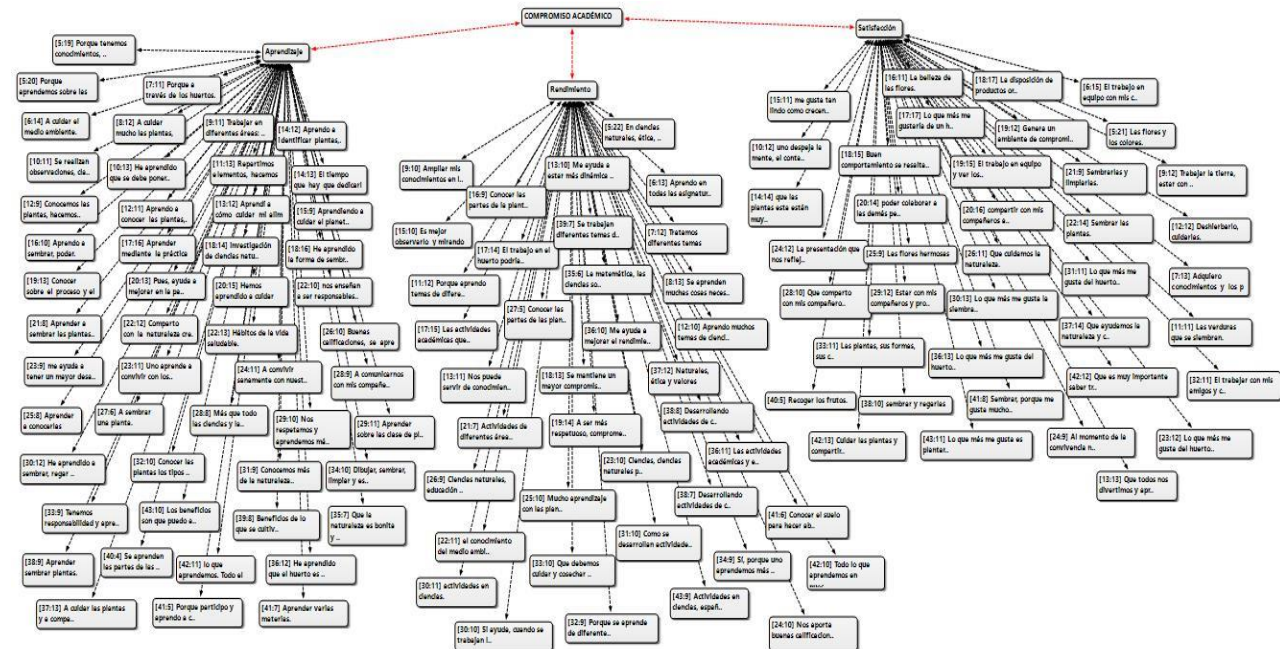 COMPROMISO ACADÉMICO
Aprendizaje
[5:19] Porque tenemos
conocimientos, ..
[5:20] Porque
aprendemos sobre las
[7:11] Porque a
través de los huertos.
[6:14] A cuidar el
medio ambiente.
[8:12] A cuidar
mucho las plantas,
[9:11] Trabajar en
diferentes áreas: ..
[14:12] Aprendo a
identificar plantas,.
[10:11] Se realizan
observaciones, cie..
[10:13] He aprendido
que se debe poner..
[11:13] Repartimos
elementos, hacemos
[14:13] El tiempo
que hay que dedicarl
[12:9] Conocemos las
plantas, hacemos..
[12:11] Aprendo a
conocer las plantas,.
[13:12] Aprendí a
cómo cuidar mi alim
[15:9] Aprendiendo a
cuidar el planet..
[16:10] Aprendo a
sembrar, poder.
[17:16] Aprender
mediante la práctica
[18:14] Investigación
de ciencias natu..
[18:16] He aprendido
la forma de sembr..
[19:13] Conocer
sobre el proceso y el
[20:13] Pues, ayuda a
mejorar en la pe..
[20:15] Hemos
aprendido a cuidar
[22:10] nos enseñan
a ser responsables..
[21:8] Aprender a
sembrar las plantas..
[22:12] Comparto
con la naturaleza cre.
[22:13] Hábitos de la vida
saludable.
[26:10] Buenas
calificaciones, se apre
[23:9] me ayuda a
tener un mayor dese..
[23:11] Uno aprende a
convivir con los..
[24:11] A convivir
sanamente con nuest..
[28:9] A comunicarnos
con mis compañe..
[25:8] Aprender
a conocerlas
[27:6] A sembrar
una planta.
[28:8] Más que todo
las ciencias y la..
[29:10] Nos
respetamos y
aprendemos má..
[29:11] Aprender
sobre las clase de pl..
[30:12] He aprendido a
sembrar, regar ..
[32:10] Conocer las
plantas los tipos ..
[31:9] Conocemos más
de la naturaleza..
[34:10] Dibujar, sembrar,
limpiar y es..
[33:9] Tenemos
responsabilidad y apre..
[43:10] Los beneficios
son que puedo a..
[39:8] Beneficios de lo
que se cultiv..
[35:7] Que la
naturaleza es bonita
y ..
[38:9] Aprender
sembrar plantas.
[40:4] Se aprenden
las partes de las ..
[42:11] lo que
aprendemos. Todo el
[36:12] He aprendido
que el huerto es ..
[37:13] A cuidar las plantas
y a compa..
[41:5] Porque participo y
aprendo a c..
[41:7] Aprender varias
materias.
Rendimiento
[5:22] En ciencias
naturales, ética, ..
[9:10] Ampliar mis
conocimientos en l..
[13:10] Me ayuda a
estar más dinámica ..
[16:9] Conocer las
partes de la plant..
[6:13] Aprendo en
todas las asignatur..
[15:10] Es mejor
observarlo y mirando
[39:7] Se trabajan
diferentes temas d..
[7:12] Tratamos
diferentes temas
[17:14] El trabajo en el
huerto podría..
[11:12] Porque aprendo
temas de difere..
[35:6] La matemática, las
ciencias so..
[8:13] Se aprenden
muchas cosas neces..
[27:5] Conocer las
partes de las plan..
[17:15] Las actividades
académicas que..
[36:10] Me ayuda a
mejorar el rendimie..
[12:10] Aprendo muchos
temas de cienci..
[13:11] Nos puede
servir de conocimien..
[18:13] Se mantiene un
mayor compromis..
[37:12] Naturales,
ética y valores
[21:7] Actividades de
diferentes área..
[19:14] A ser más
respetuoso, comprome..
[38:8] Desarrollando
actividades de c..
[26:9] Ciencias naturales,
educación ..
[23:10] Ciencias, ciencias
naturales p..
[36:11] Las actividades
académicas y e..
[25:10] Mucho aprendizaje
con las plan..
[38:7] Desarrollando
actividades de c..
[22:11] el conocimiento
del medio ambi..
[31:10] Como se
desarrollan actividade..
[41:6] Conocer el suelo
para hacer ab..
[30:11] actividades en
ciencias.
[33:10] Que debemos
cuidar y cosechar ..
[34:9] Sí, porque uno
aprendemos más ..
[42:10] Todo lo que
aprendemos en
[43:9] Actividades en
ciencias, españ..
[30:10] Si ayuda, cuando se
trabajan l..
[32:9] Porque se aprende
de diferente..
[24:10] Nos aporta
buenas calificacion..
Satisfacción
[16:11] La belleza de
las flores.
[18:17] La disposición de
productos or..
[6:15] El trabajo en
equipo con mis c..
[15:11] me gusta tan
lindo como crecen..
[17:17] Lo que más me
gustaría de un h..
[19:12] Genera un
ambiente de compromi..
[5:21] Las flores y
los colores.
[10:12] uno despeja la
mente, el conte..
[18:15] Buen
comportamiento se resalta..
[19:15] El trabajo en equipo
y ver los..
[21:9] Sembrarlas y
limpiarlas.
[9:12] Trabajar la tierra,
estar con ..
[14:14] que las
plantas esta están
muy..
[20:14] poder colaborar a
las demás pe..
[20:16] compartir con mis
compañeros a..
[22:14] Sembrar las
plantas.
[12:12] Deshierbarlo,
cuidarlas.
[24:12] La presentación que
nos reflej..
[25:9] Las flores hermosas
[26:11] Que cuidamos la
naturaleza.
[31:11] Lo que más me
gusta del huerto..
[7:13] Adquiero
conocimientos y los p
[28:10] Que comparto
con mis compañero..
[29:12] Estar con mis
compañeros y pro..
[30:13] Lo que más me gusta la
siembra..
[37:14] Que ayudamos la
naturaleza y c..
[11:11] Las verduras
que se siembran.
[33:11] Las plantas, sus formas,
sus c..
[36:13] Lo que más me gusta del
huerto..
[42:12] Que es muy importante
saber tr..
[32:11] El trabajar con mis
amigos y c..
[40:5] Recoger los frutos.
[38:10] sembrar y regarlas
[41:8] Sembrar, porque me
gusta mucho..
[42:13] Cuidar las plantas y
compartir..
[43:11] Lo que más me gusta es
plantar..
[24:9] Al momento de la
convivencia n..
[23:12] Lo que más me
gusta del huerto..
[13:13] Que todos nos
divertimos y apr..